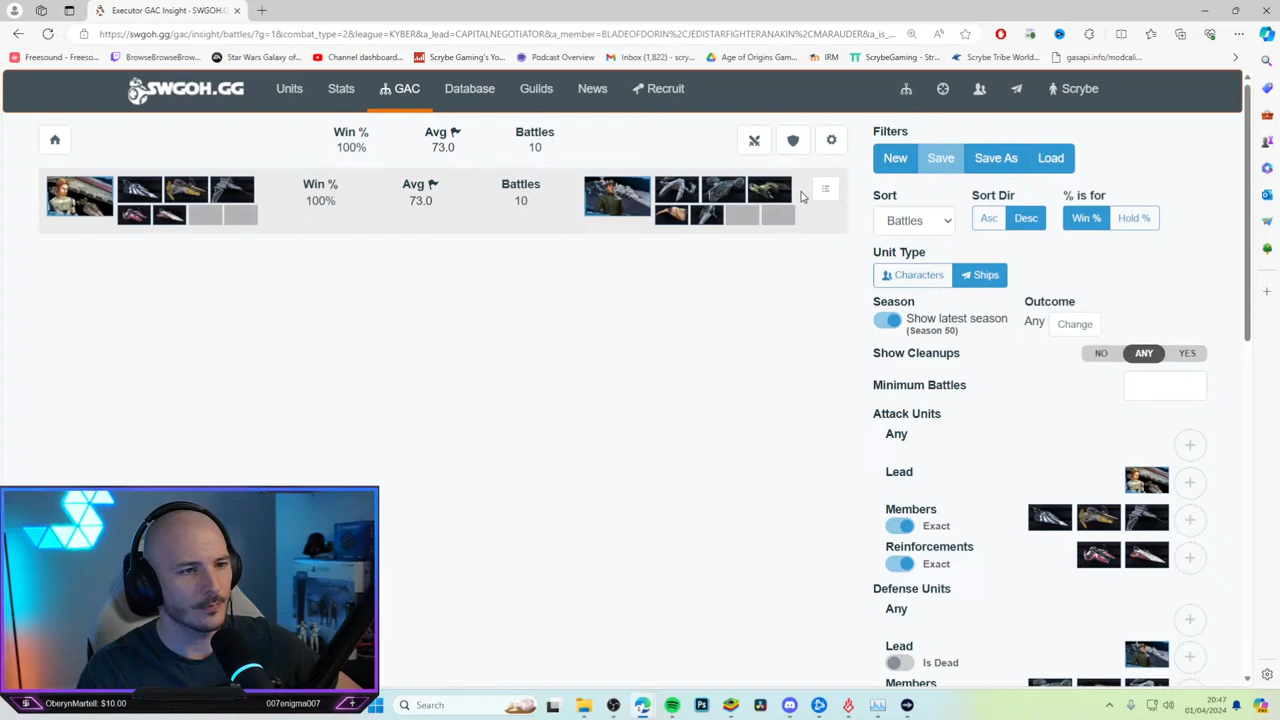 Executor GAC Insight · SWGOH.G
https://swgoh.gg/gac/insight/battles/?g=1&combat_type=2&league=KYBER&a_lead=CAPITALNEGOTIATOR&a_member=BLADEOFDORIN%2CJEDISTARFIGHTERANAKIN%2CMARAUDER&a_is_...
Freesound - Freeso...
BrowseBrowseBrow...
Star Wars Galaxy of...
Channel dashboard...
Scrybe Gaming's Yo...
Podcast Overview
Inbox (1,822) - scry...
Age of Origins Gam...
IRM
ScrybeGaming - Yo...
Scrybe Tribe World...
gasapi.info/modcali...
SWGOH.GG
Units
Stats
GAC
Database
Guilds
News
Recruit
Scrybe
Win %
100%
Avg
73.0
Battles
10
Win %
100%
Avg
73.0
Battles
10
Filters
New
Save
Save As
Load
Sort
Sort Dir
% is for
Battles
Asc
Desc
Win %
Hold %
Unit Type
Characters
Ships
Season
Outcome
Show latest season
(Season 50)
Any
Change
Show Cleanups
NO
ANY
YES
Minimum Battles
Attack Units
Any
Lead
Members
Exact
Reinforcements
Exact
Defense Units
Any
Lead
Is Dead
Members
OberynMartell: $10.00
007enigma007
Search
20:47
01/04/2024